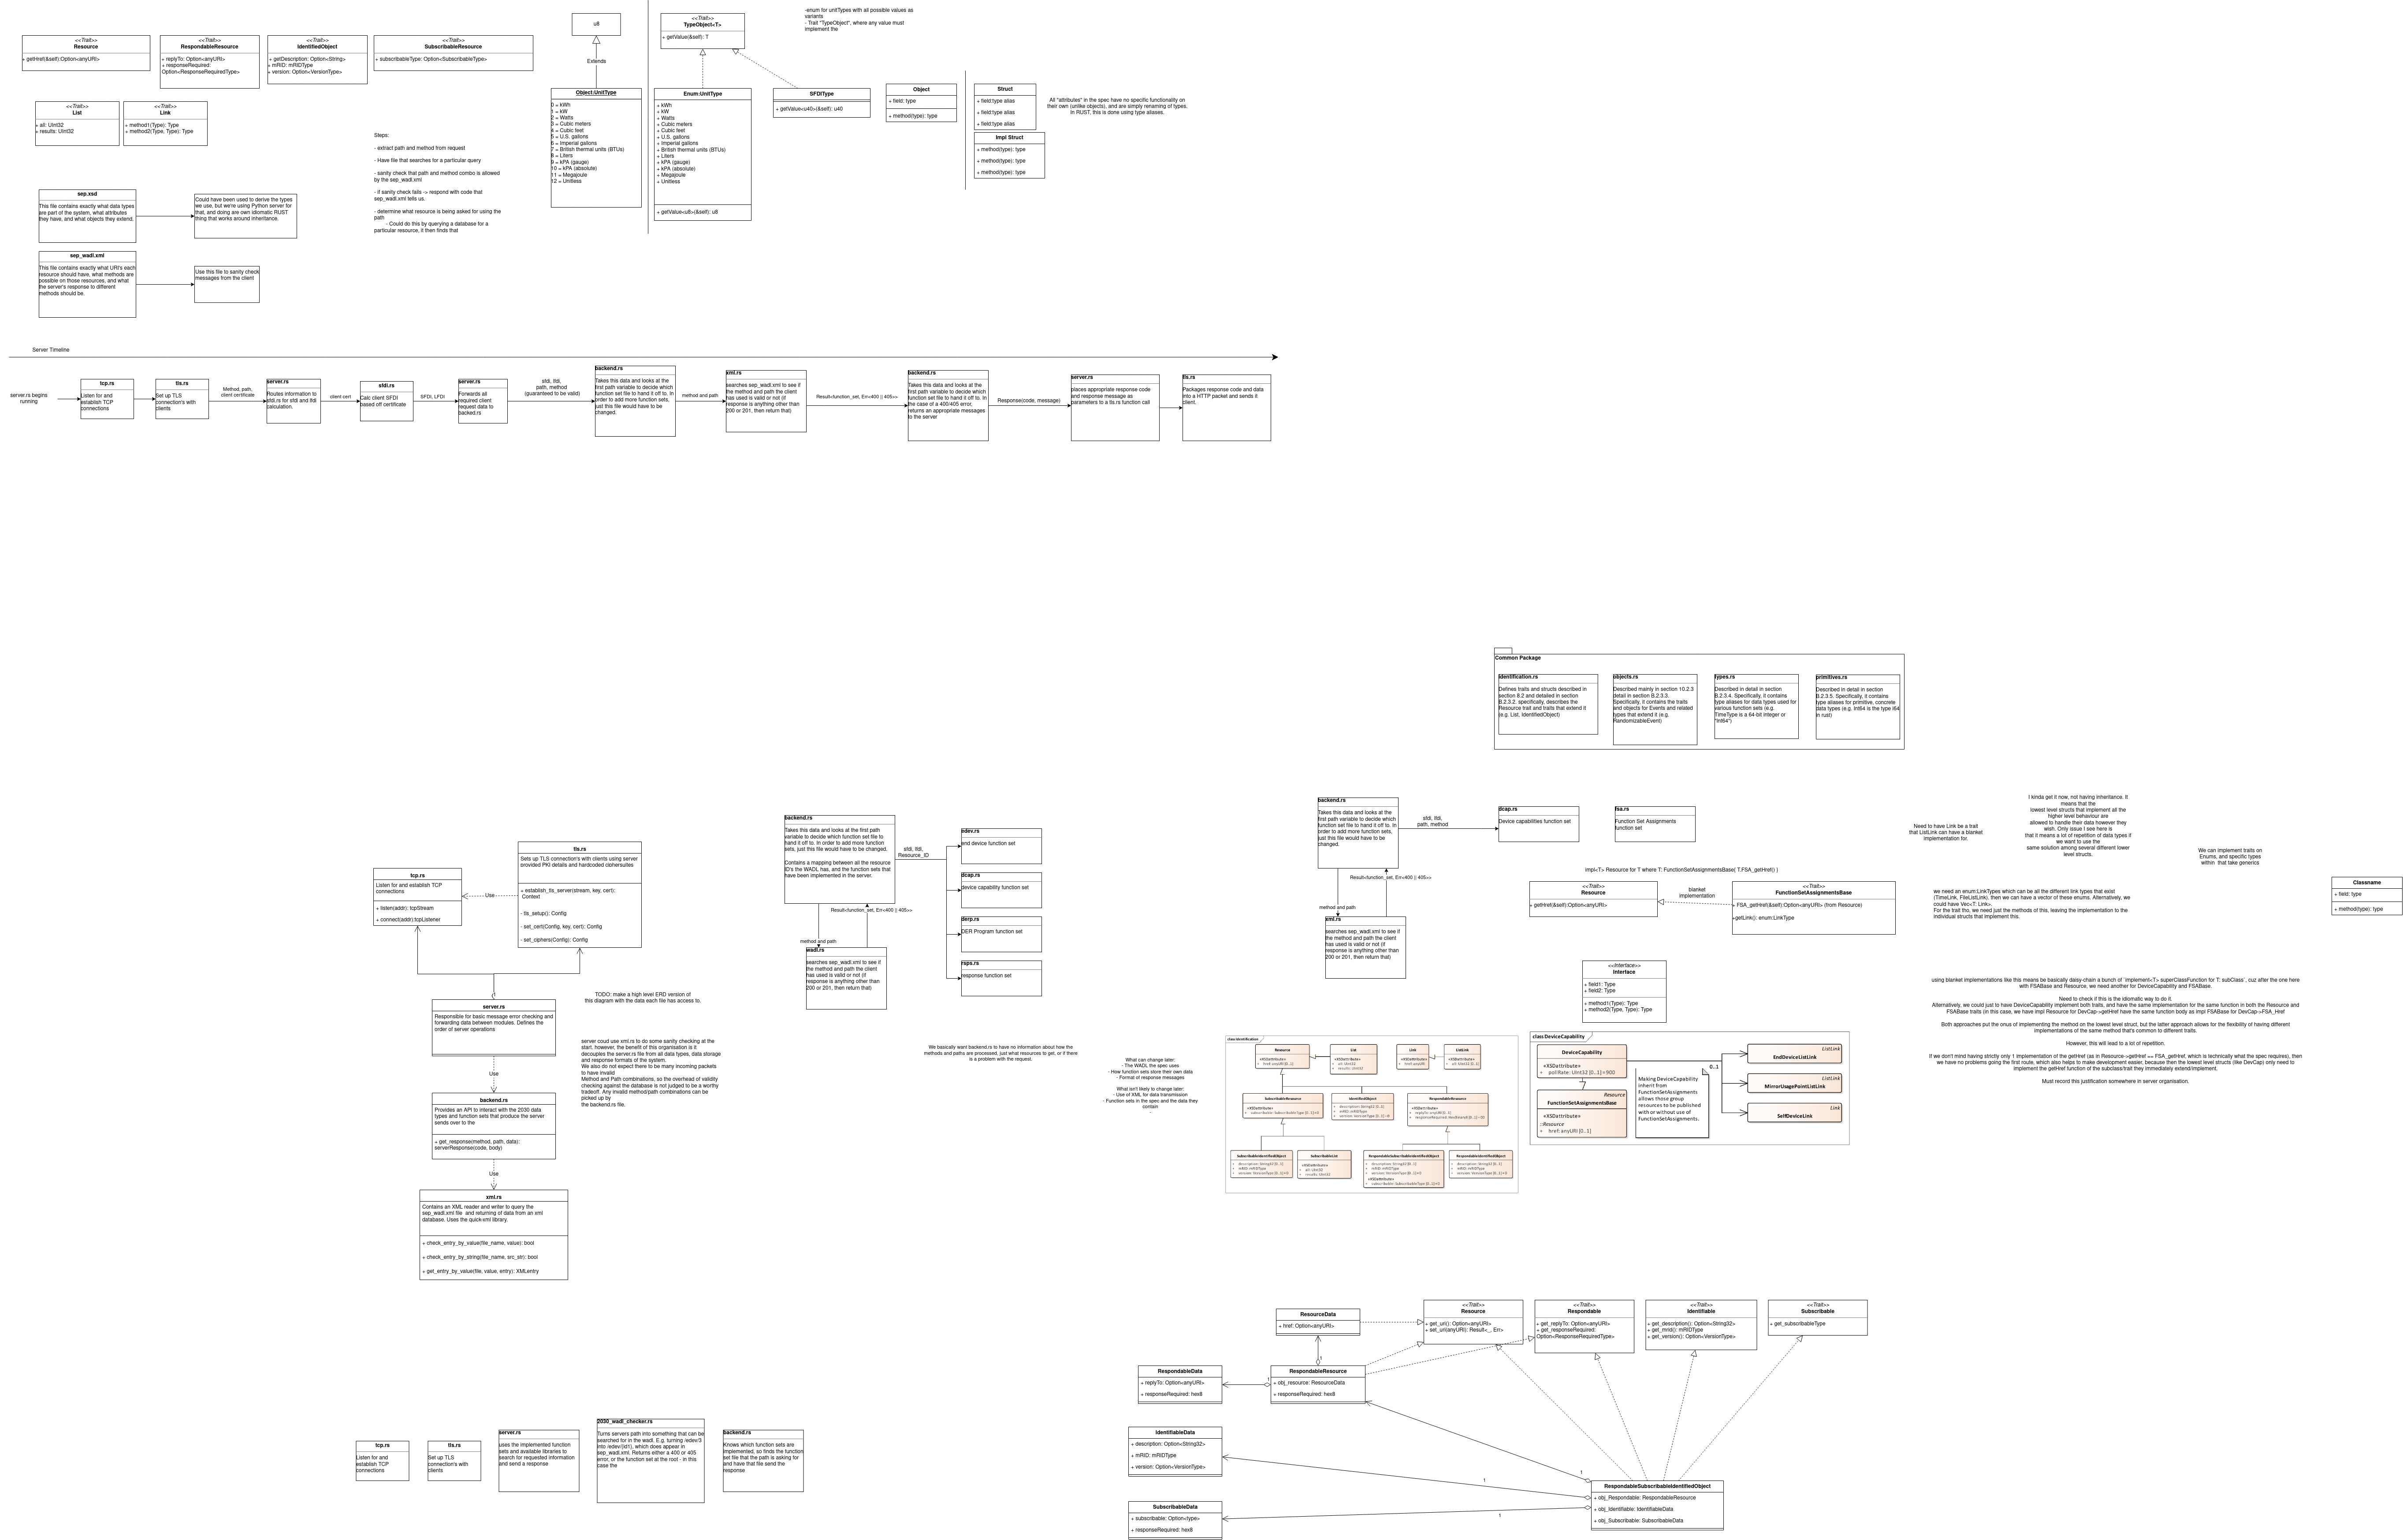 -enum for unitTypes with all possible values as
variants
- Trait "TypeObject", where any value must
implement the
<<Trait>>
Resource
+ getHref(&self):Option<anyURI>
<<Trait>>
RespondableResource
+ replyTo: Option<anyURI>
+ responseRequired:
Option<ResponseRequiredType>
<<Trait>>
IdentifiedObject
+ getDescription: Option<String>
+ mRID: mRIDType
+ version: Option<VersionType>
<<Trait>>
SubscribableResource
+ subscribableType: Option<SubscribableType>
<<Trait>>
List
+ all: UInt32
+ results: UInt32
<<Trait>>
Link
+ method1(Type): Type
+ method2(Type, Type): Type
u8
Extends
Object:UnitType
0 = kWh
1 = kW
2 = Watts
3 = Cubic meters
4 = Cubic feet
5 = U.S. gallons
6 = Imperial gallons
7 = British thermal units (BTUs)
8 = Liters
9 = kPA (gauge)
10 = kPA (absolute)
11 = Megajoule
12 = Unitless
<<Trait>>
TypeObject<T>
+ getValue(&self): T
Enum:UnitType
+ kWh
+ kW
+ Watts
+ Cubic meters
+ Cubic feet
+ U.S. gallons
+ Imperial gallons
+ British thermal units (BTUs)
+ Liters
+ kPA (gauge)
+ kPA (absolute)
+ Megajoule
+ Unitless
+ getValue<u8>(&self): u8
SFDIType
+ getValue<u40>(&self): u40
Object
+ field: type
+ method(type): type
Struct
+ field:type alias
+ field:type alias
+ field:type alias
Impl Struct
+ method(type): type
+ method(type): type
+ method(type): type
All "attributes" in the spec have no specific functionality on
their own (unlike objects), and are simply renaming of types.
In RUST, this is done using type aliases.
Steps:
- extract path and method from request
- Have file that searches for a particular query
- sanity check that path and method combo is allowed
by the sep_wadl.xml
- if sanity check fails -> respond with code that
sep_wadl.xml tells us.
- determine what resource is being asked for using the
path
- Could do this by querying a database for a
particular resource, it then finds that
sep.xsd
This file contains exactly what data types
are part of the system, what attributes
they have, and what objects they extend.
Could have been used to derive the types
we use, but we're using Python server for
that, and doing are own idiomatic RUST
thing that works around inheritance.
sep_wadl.xml
This file contains exactly what URI's each
resource should have, what methods are
possible on those resources, and what
the server's response to different
methods should be.
Use this file to sanity check
messages from the client
Server Timeline
server.rs begins
running
tcp.rs
Listen for and
establish TCP
connections
tls.rs
Set up TLS
connection's with
clients
Method, path,
client certificate
server.rs
Routes information to
sfdi.rs for sfdi and lfdi
calculation.
client cert
sfdi.rs
Calc client SFDI
based off certificate
SFDI, LFDI
server.rs
Forwards all
required client
request data to
backed.rs
sfdi, lfdi,
path, method
(guaranteed to be valid)
backend.rs
Takes this data and looks at the
first path variable to decide which
function set file to hand it off to. In
order to add more function sets,
just this file would have to be
changed.
method and path
xml.rs
searches sep_wadl.xml to see if
the method and path the client
has used is valid or not (if
response is anything other than
200 or 201, then return that)
Result<function_set, Err<400 || 405>>
backend.rs
Takes this data and looks at the
first path variable to decide which
function set file to hand it off to. In
the case of a 400/405 error,
returns an appropriate messages
to the server
Response(code, message)
server.rs
places appropriate response code
and response message as
parameters to a tls.rs function call
tls.rs
Packages response code and data
into a HTTP packet and sends it
client.
Common Package
identification.rs
Defines traits and structs described in
section 8.2 and detailed in section
B.2.3.2. specifically, describes the
Resource trait and traits that extend it
(e.g. List, IdentifiedObject)
objects.rs
Described mainly in section 10.2.3
detail in section B.2.3.3.
Specifically, it contains the traits
and objects for Events and related
types that extend it (e.g.
RandomizableEvent)
types.rs
Described in detail in section
B.2.3.4. Specifically, it contains
type aliases for data types used for
various function sets (e.g.
TimeType is a 64-bit integer or
"Int64")
primitives.rs
Described in detail in section
B.2.3.5. Specifically, it contains
type aliases for primitive, concrete
data types (e.g. Int64 is the type i64
in rust)
tcp.rs
Listen for and establish TCP
connections
+ listen(addr): tcpStream
+ connect(addr):tcpListener
Use
tls.rs
Sets up TLS connection's with clients using server
provided PKI details and hardcoded ciphersuites
+ establish_tls_server(stream, key, cert):
Context
- tls_setup(): Config
- set_cert(Config, key, cert): Config
- set_ciphers(Config): Config
1
server.rs
Responsible for basic message error checking and
forwarding data between modules. Defines the
order of server operations
Use
backend.rs
Provides an API to interact with the 2030 data
types and function sets that produce the server
sends over to the
+ get_response(method, path, data):
serverResponse(code, body)
Use
xml.rs
Contains an XML reader and writer to query the
sep_wadl.xml file and returning of data from an xml
database. Uses the quick-xml library.
+ check_entry_by_value(file_name, value): bool
+ check_entry_by_string(file_name, src_str): bool
+ get_entry_by_value(file, value, entry): XMLentry
TODO: make a high level ERD version of
this diagram with the data each file has access to.
server coud use xml.rs to do some sanity checking at the
start. however, the benefit of this organisation is it
decouples the server.rs file from all data types, data storage
and response formats of the system.
We also do not expect there to be many incoming packets
to have invalid
Method and Path combinations, so the overhead of validity
checking against the database is not judged to be a worthy
tradeoff. Any invalid method/path combinations can be
picked up by
the backend.rs file.
backend.rs
Takes this data and looks at the first path
variable to decide which function set file to
hand it off to. In order to add more function
sets, just this file would have to be changed.
Contains a mapping between all the resource
ID's the WADL has, and the function sets that
have been implemented in the server.
sfdi, lfdi,
Resource_ID
edev.rs
end device function set
dcap.rs
device capability function set
derp.rs
DER Program function set
rsps.rs
response function set
Result<function_set, Err<400 || 405>>
method and path
wadl.rs
searches sep_wadl.xml to see if
the method and path the client
has used is valid or not (if
response is anything other than
200 or 201, then return that)
We basically want backend.rs to have no information about how the
methods and paths are processed, just what resources to get, or if there
is a problem with the request.
What can change later:
- The WADL the spec uses
- How function sets store their own data
- Format of response messages
What isn't likely to change later:
- Use of XML for data transmission
- Function sets in the spec and the data they
contain
-
backend.rs
Takes this data and looks at the
first path variable to decide which
function set file to hand it off to. In
order to add more function sets,
just this file would have to be
changed.
sfdi, lfdi,
path, method
dcap.rs
Device capabilities function set
fsa.rs
Function Set Assignments
function set
Result<function_set, Err<400 || 405>>
method and path
xml.rs
searches sep_wadl.xml to see if
the method and path the client
has used is valid or not (if
response is anything other than
200 or 201, then return that)
impl<T> Resource for T where T: FunctionSetAssignmentsBase{ T.FSA_getHref() }
<<Trait>>
Resource
+ getHref(&self):Option<anyURI>
blanket
implementation
<<Trait>>
FunctionSetAssignmentsBase
+ FSA_getHref(&self):Option<anyURI> (from Resource)
+getLink(): enum:LinkType
<<Interface>>
Interface
+ field1: Type
+ field2: Type
+ method1(Type): Type
+ method2(Type, Type): Type
Need to have Link be a trait
that ListLink can have a blanket
implementation for.
I kinda get it now, not having inheritance. It
means that the
lowest level structs that implement all the
higher level behaviour are
allowed to handle their data however they
wish. Only issue I see here is
that it means a lot of repetition of data types if
we want to use the
same solution among several different lower
level structs.
We can implement traits on
Enums, and specific types
within that take generics
we need an enum:LinkTypes which can be all the different link types that exist
(TimeLink, FileListLink). then we can have a vector of these enums. Alternatively, we
could have Vec<T: Link>.
For the trait tho, we need just the methods of this, leaving the implementation to the
individual structs that implement this.
Classname
+ field: type
+ method(type): type
using blanket implementations like this means be basically daisy-chain a bunch of `implement<T> superClassFunction for T: subClass`, cuz after the one here
with FSABase and Resource, we need another for DeviceCapability and FSABase.
Need to check if this is the idiomatic way to do it.
Alternatively, we could just to have DeviceCapability implement both traits, and have the same implementation for the same function in both the Resource and
FSABase traits (in this case, we have impl Resource for DevCap->getHref have the same function body as impl FSABase for DevCap->FSA_Href
Both approaches put the onus of implementing the method on the lowest level struct, but the latter approach allows for the flexibility of having different
implementations of the same method that's common to different traits.
However, this will lead to a lot of repetition.
If we don't mind having strictly only 1 implementation of the getHref (as in Resource->getHref == FSA_getHref, which is technically what the spec requires), then
we have no problems going the first route, which also helps to make development easier, because then the lowest level structs (like DevCap) only need to
implement the getHref function of the subclass/trait they immediately extend/implement.
Must record this justification somewhere in server organisation.
class Identification
Resource
List
Link
ListLink
SubscribableResource
IdentifiedObject
RespondableResource
SubscribableIdentifiedObject
SubscribableList
RespondableSubscribableIdentifiedObject
RespondableIdentifiedObject
class DeviceCapability
DeviceCapability
«XSDattribute»
+ pollRate: UInt32 [0..1] = 900
Resource
FunctionSetAssignmentsBase
«XSDattribute»
::Resource
+ href: anyURI [0..1]
Making DeviceCapability
inherit from
FunctionSetAssignments
allows those group
resources to be published
with or without use of
FunctionSetAssignments.
0..1
ListLink
EndDeviceListLink
ListLink
MirrorUsagePointListLink
Link
SelfDeviceLink
ResourceData
+ href: Option<anyURI>
<<Trait>>
Resource
+ get_uri(): Option<anyURI>
+ set_uri(anyURI): Result<_, Err>
<<Trait>>
Respondable
+ get_replyTo: Option<anyURI>
+ get_responseRequired:
Option<ResponseRequiredType>
<<Trait>>
Identifiable
+ get_description(): Option<String32>
+ get_mrid(): mRIDType
+ get_version(): Option<VersionType>
<<Trait>>
Subscribable
+ get_subscribableType
1
RespondableData
+ replyTo: Option<anyURI>
+ responseRequired: hex8
1
RespondableResource
+ obj_resource: ResourceData
+ responseRequired: hex8
IdentifiableData
+ description: Option<String32>
+ mRID: mRIDType
+ version: Option<VersionType>
1
1
SubscribableData
+ subscribable: Option<type>
+ responseRequired: hex8
1
RespondableSubscribableIdentifiedObject
+ obj_Respondable: RespondableResource
+ obj_Identifiable: IdentifiableData
+ obj_Subscribable: SubscribableData
tcp.rs
Listen for and
establish TCP
connections
tls.rs
Set up TLS
connection's with
clients
server.rs
uses the implemented function
sets and available libraries to
search for requested information
and send a response
2030_wadl_checker.rs
Turns servers path into something that can be
searched for in the wadl. E.g. turning /edev/3
into /edev/{id1}, which does appear in
sep_wadl.xml. Returns either a 400 or 405
error, or the function set at the root - in this
case the
backend.rs
Knows which function sets are
implemented, so finds the function
set file that the path is asking for
and have that file send the
response